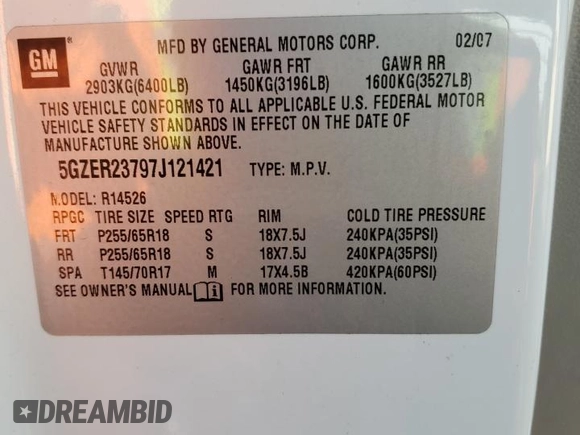 GM
MFD BY GENERAL MOTORS CORP. 02/07
GVWR GAWR FRT GAWR RR
2903KG(6400LB) 1450KG(3196LB) 1600KG(3527LB)
THIS VEHICLE CONFORMS TO ALL APPLICABLE U.S. FEDERAL MOTOR
VEHICLE SAFETY STANDARDS IN EFFECT ON THE DATE OF
MANUFACTURE SHOWN ABOVE.
5GZER23797J121421 TYPE: M.P.V.
MODEL: R14526
RPGC TIRE SIZE SPEED RTG RIM COLD TIRE PRESSURE
FRT P255/65R18 S 18X7.5J 240KPA(35PSI)
RR P255/65R18 S 18X7.5J 240KPA(35PSI)
SPA T145/70R17 M 17X4.5B 420KPA(60PSI)
SEE OWNER'S MANUAL FOR MORE INFORMATION.
DREAMBID